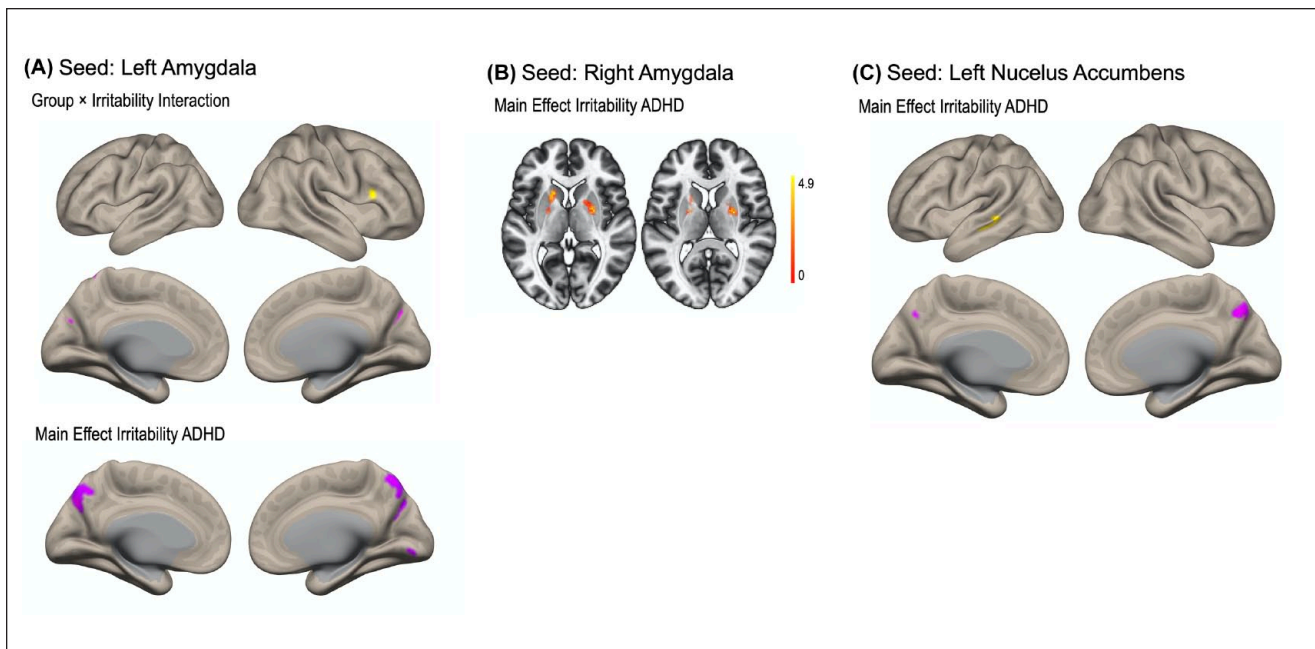 (A) Seed: Left Amygdala
Group × Irritability Interaction
Main Effect Irritability ADHD
(B) Seed: Right Amygdala
Main Effect Irritability ADHD
4.9
0
(C) Seed: Left Nucelus Accumbens
Main Effect Irritability ADHD